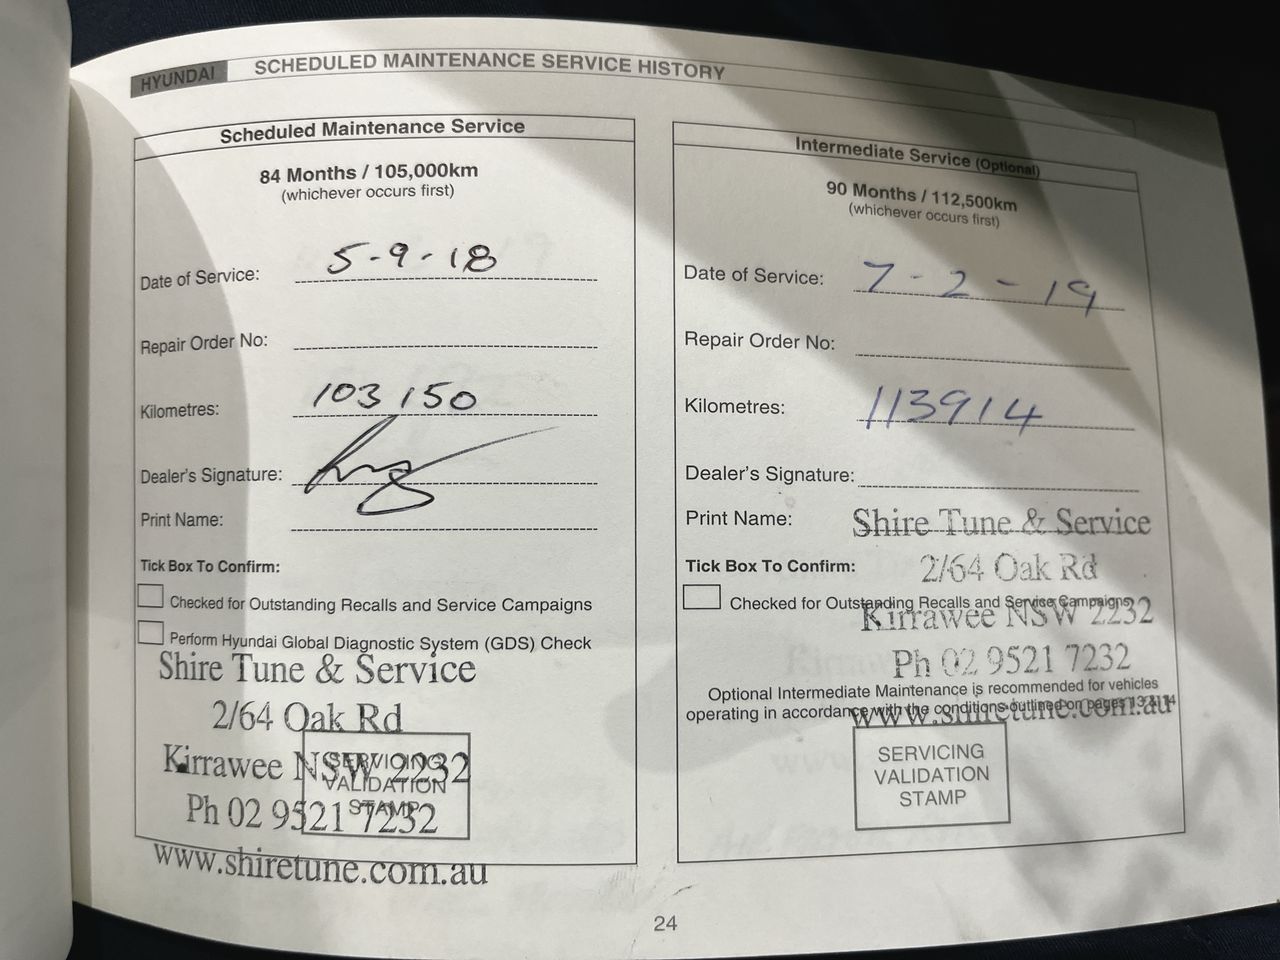 HYUNDAI SCHEDULED MAINTENANCE SERVICE HISTORY
Scheduled Maintenance Service
84 Months / 105,000km
(whichever occurs first)
Date of Service: 5-9-18
Repair Order No:
Kilometres: 103 150
Dealer's Signature:
Print Name:
Tick Box To Confirm:
Checked for Outstanding Recalls and Service Campaigns
Perform Hyundai Global Diagnostic System (GDS) Check
Shire Tune & Service
2/64 Oak Rd
Kirrawee NSW 2232
Ph 02 9521 7232
www.shiretune.com.au
SERVICING
VALIDATION
STAMP
Intermediate Service (Optional)
90 Months / 112,500km
(whichever occurs first)
Date of Service: 7-2-19
Repair Order No:
Kilometres: 113914
Dealer's Signature:
Print Name:
Shire Tune & Service
2/64 Oak Rd
Kirrawee NSW 2232
Ph 02 9521 7232
www.shiretune.com.au
Tick Box To Confirm:
Checked for Outstanding Recalls and Service Campaigns
Optional Intermediate Maintenance is recommended for vehicles
operating in accordance with the conditions outlined on pages 13 & 14
SERVICING
VALIDATION
STAMP
24